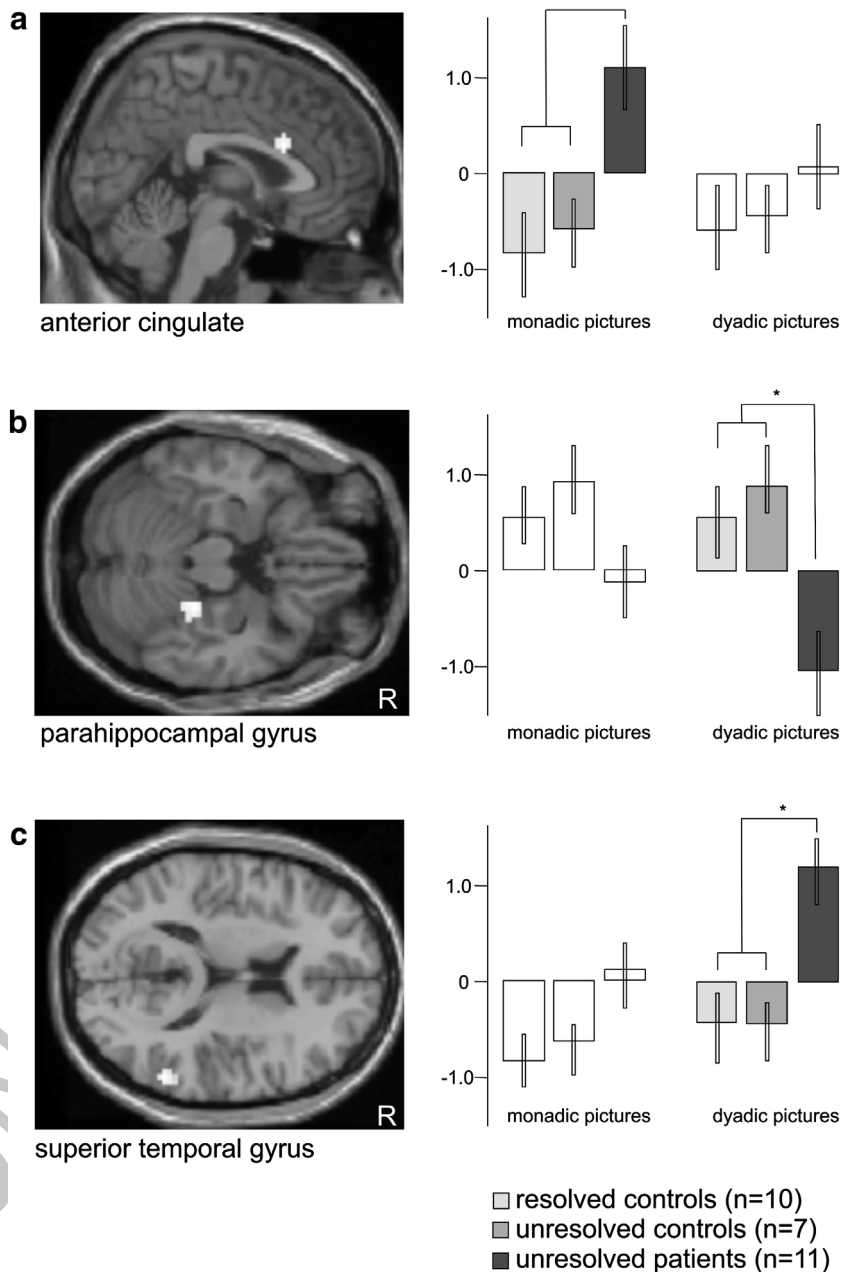 a
1.0
0
-1.0
anterior cingulate
monadic pictures
dyadic pictures
b
*
1.0
0
-1.0
R
parahippocampal gyrus
monadic pictures
dyadic pictures
c
*
1.0
0
-1.0
R
superior temporal gyrus
monadic pictures
dyadic pictures
resolved controls (n=10)
unresolved controls (n=7)
unresolved patients (n=11)